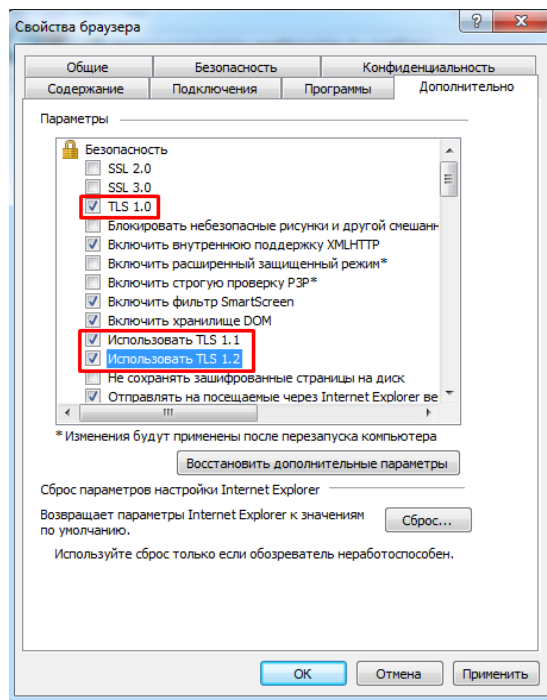 Свойства браузера
Общие
Безопасность
Конфиденциальность
Содержание
Подключения
Программы
Дополнительно
Параметры
Безопасность
SSL 2.0
SSL 3.0
TLS 1.0
Блокировать небезопасные рисунки и другой смешанн
Включить внутреннюю поддержку XMLHTTP
Включить расширенный защищенный режим*
Включить строгую проверку P3P*
Включить фильтр SmartScreen
Включить хранилище DOM
Использовать TLS 1.1
Использовать TLS 1.2
Не сохранять зашифрованные страницы на диск
Отправлять на посещаемые через Internet Explorer ве
* Изменения будут применены после перезапуска компьютера
Восстановить дополнительные параметры
Сброс параметров настройки Internet Explorer
Возвращает параметры Internet Explorer к значениям
по умолчанию.
Сброс...
Используйте сброс только если обозреватель неработоспособен.
ОК
Отмена
Применить